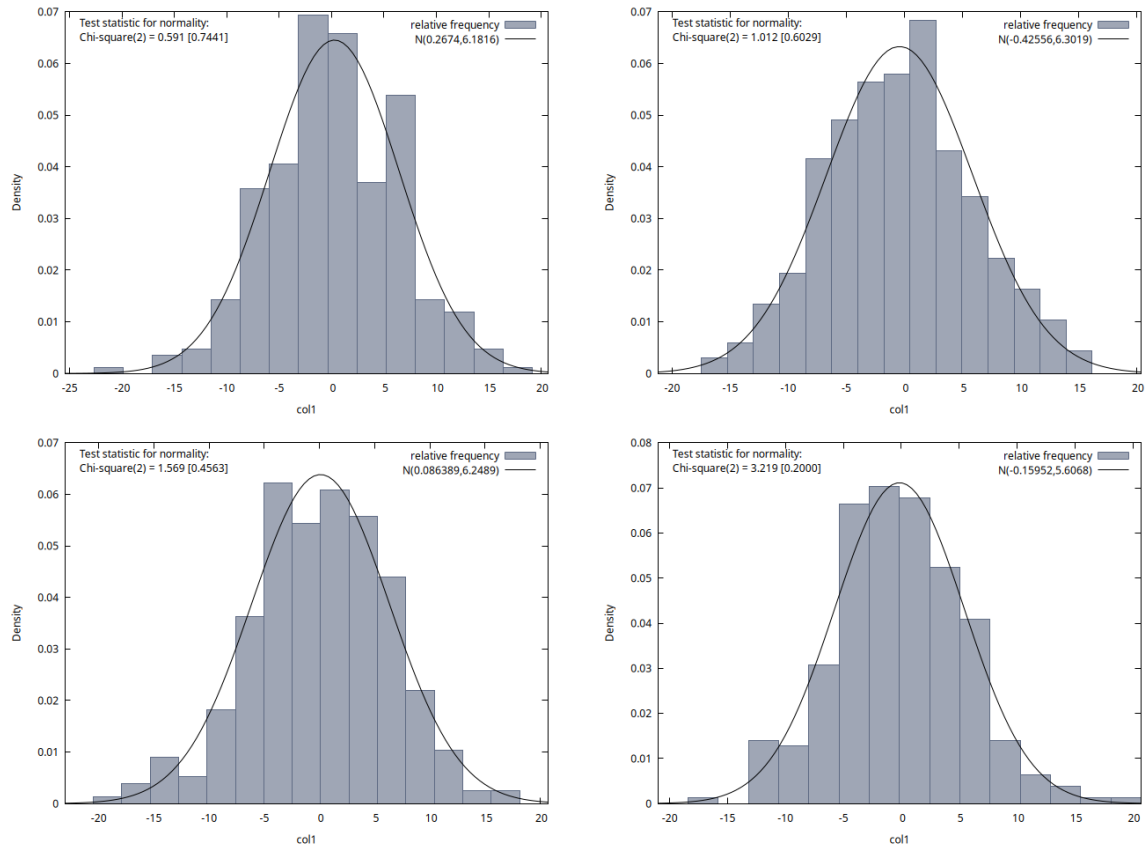 Test statistic for normality:
Chi-square(2) = 0.591 [0.7441]
relative frequency
N(0.2674,6.1816)
0.07
0.06
0.05
0.04
0.03
0.02
0.01
0
Density
-25 -20 -15 -10 -5 0 5 10 15 20
col1
Test statistic for normality:
Chi-square(2) = 1.012 [0.6029]
relative frequency
N(-0.42556,6.3019)
0.07
0.06
0.05
0.04
0.03
0.02
0.01
0
Density
-20 -15 -10 -5 0 5 10 15 20
col1
Test statistic for normality:
Chi-square(2) = 1.569 [0.4563]
relative frequency
N(0.086389,6.2489)
0.07
0.06
0.05
0.04
0.03
0.02
0.01
0
Density
-20 -15 -10 -5 0 5 10 15 20
col1
Test statistic for normality:
Chi-square(2) = 3.219 [0.2000]
relative frequency
N(-0.15952,5.6068)
0.08
0.07
0.06
0.05
0.04
0.03
0.02
0.01
0
Density
-20 -15 -10 -5 0 5 10 15 20
col1